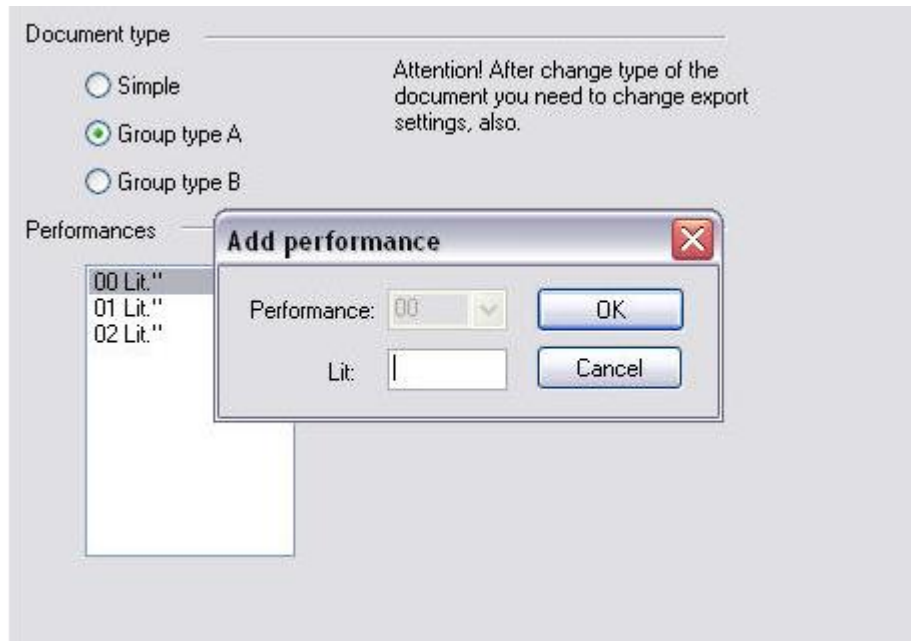 Document type
Simple
Attention! After change type of the
document you need to change export
settings, also.
Group type A
Group type B
Performances
Add performance
00 Lit.''
01 Lit.''
02 Lit.''
Performance:
00
OK
Lit:
Cancel